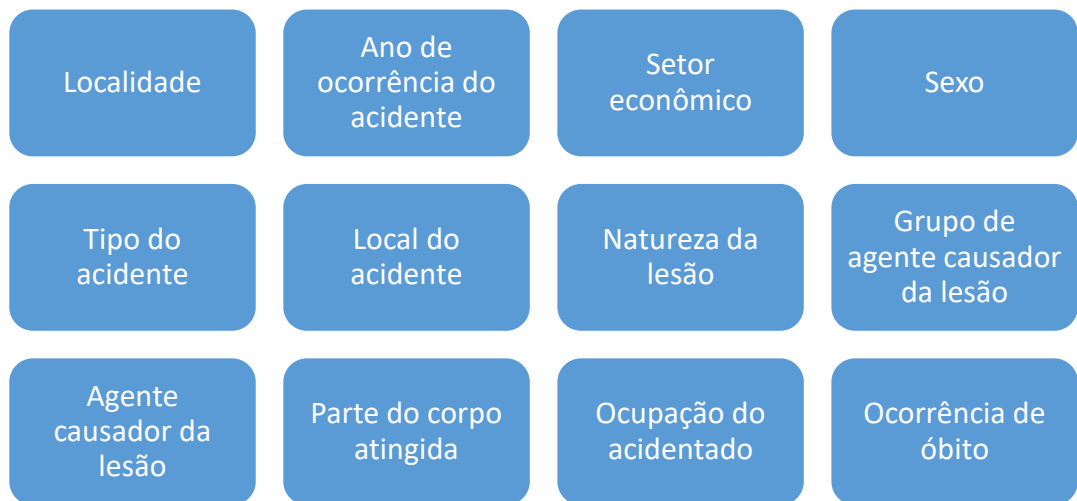 Localidade
Ano de
ocorrência do
acidente
Setor
econômico
Sexo
Tipo do
acidente
Local do
acidente
Natureza da
lesão
Grupo de
agente causador
da lesão
Agente
causador da
lesão
Parte do corpo
atingida
Ocupação do
acidentado
Ocorrência de
óbito